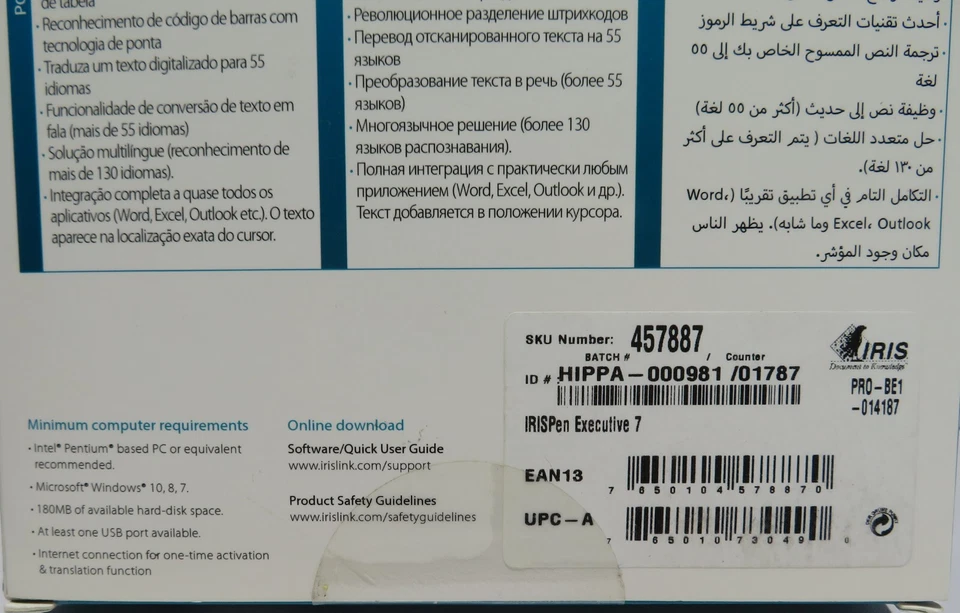 PO
de tabela
· Reconhecimento de código de barras com
tecnologia de ponta
· Traduza um texto digitalizado para 55
idiomas
· Funcionalidade de conversão de texto em
fala (mais de 55 idiomas)
· Solução multilíngue (reconhecimento de
mais de 130 idiomas).
· Integração completa a quase todos os
aplicativos (Word, Excel, Outlook etc.). O texto
aparece na localização exata do cursor.
· Революционное разделение штрихкодов
· Перевод отсканированного текста на 55
языков
· Преобразование текста в речь (более 55
языков)
· Многоязычное решение (более 130
языков распознавания).
· Полная интеграция с практически любым
приложением (Word, Excel, Outlook и др.).
Текст добавляется в положении курсора.
· أحدث تقنيات التعرف على شريط الرموز
· ترجمة النص الممسوح الخاص بك إلى ٥٥
لغة
· وظيفة نص إلى حديث (أكثر من ٥٥ لغة)
· حل متعدد اللغات ( يتم التعرف على أكثر
من ١٣٠ لغة).
· التكامل التام في أي تطبيق تقريبًا (Word،
Excel، Outlook وما شابه). يظهر الناس
مكان وجود المؤشر.
SKU Number: 457887
BATCH # / Counter
ID # :HIPPA-000981 /01787
IRISPen Executive 7
IRIS
Document to Knowledge
PRO-BE1
-014187
EAN13
7 650104 578870
UPC-A
7 65010 73049 0
Minimum computer requirements
· Intel® Pentium® based PC or equivalent
recommended.
· Microsoft® Windows® 10, 8, 7.
· 180MB of available hard-disk space.
· At least one USB port available.
· Internet connection for one-time activation
& translation function
Online download
Software/Quick User Guide
www.irislink.com/support
Product Safety Guidelines
www.irislink.com/safetyguidelines